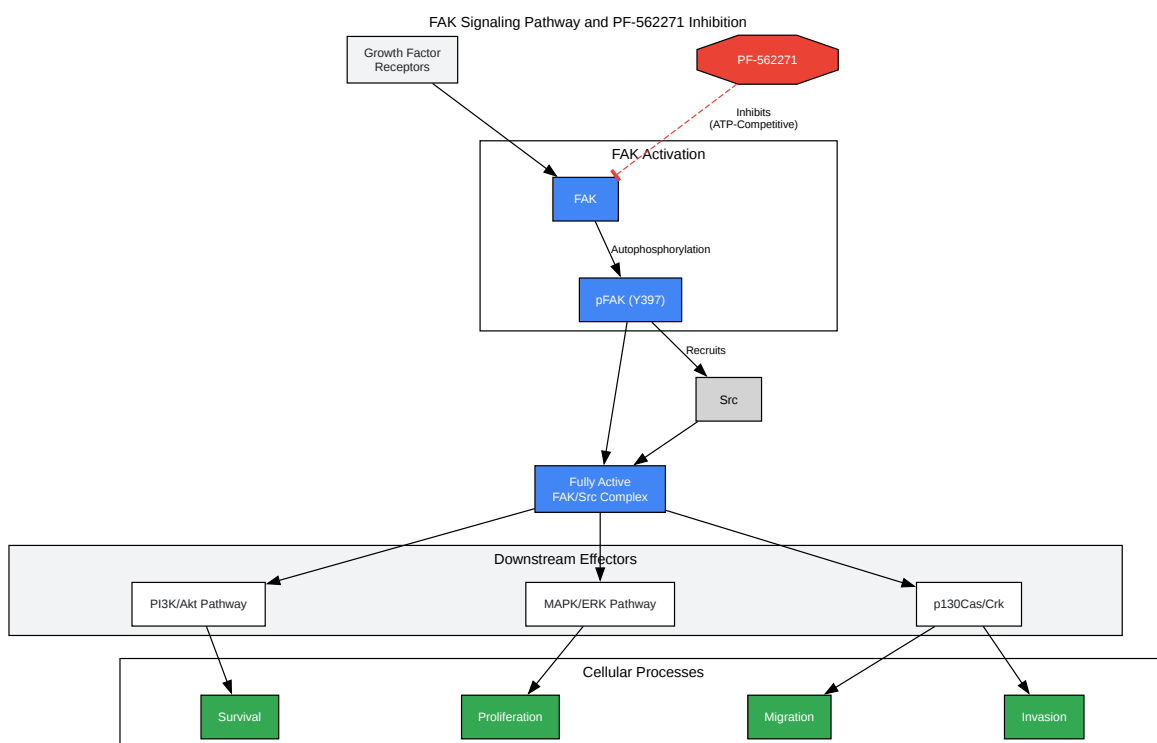 FAK Signaling Pathway and PF-562271 Inhibition
Growth Factor
Receptors
PF-562271
Inhibits
(ATP-Competitive)
FAK Activation
FAK
Autophosphorylation
pFAK (Y397)
Recruits
Src
Fully Active
FAK/Src Complex
Downstream Effectors
PI3K/Akt Pathway
MAPK/ERK Pathway
p130Cas/Crk
Cellular Processes
Survival
Proliferation
Migration
Invasion